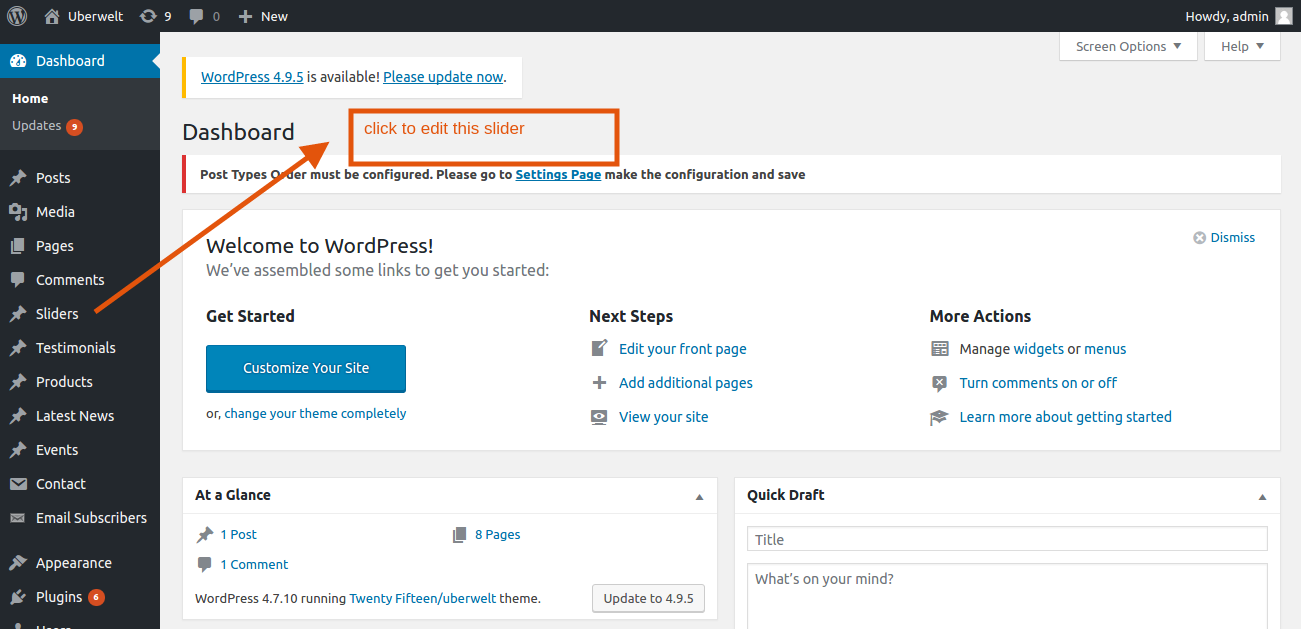 Uberwelt 9 0 New Howdy, admin
Screen Options Help
Dashboard
Home
Updates 9
Posts
Media
Pages
Comments
Sliders
Testimonials
Products
Latest News
Events
Contact
Email Subscribers
Appearance
Plugins 6
WordPress 4.9.5 is available! Please update now.
Dashboard
click to edit this slider
Post Types Order must be configured. Please go to Settings Page make the configuration and save
Welcome to WordPress!
Dismiss
We've assembled some links to get you started:
Get Started
Customize Your Site
or, change your theme completely
Next Steps
Edit your front page
Add additional pages
View your site
More Actions
Manage widgets or menus
Turn comments on or off
Learn more about getting started
At a Glance
1 Post
8 Pages
1 Comment
WordPress 4.7.10 running Twenty Fifteen/uberwelt theme.
Update to 4.9.5
Quick Draft
Title
What's on your mind?